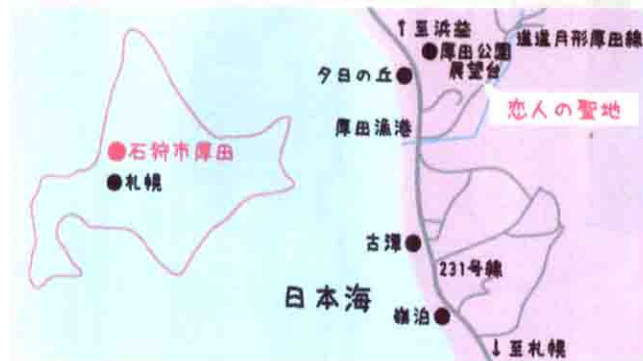 ↑至浜益
●厚田公園
展望台
道道月形厚田線
夕日の丘●
恋人の聖地
厚田漁港
●石狩市厚田
●札幌
古潭●
231号線
日本海
嶺泊●
↓至札幌